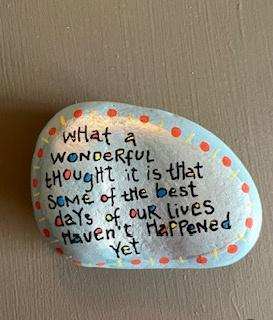 what a
WONDERFUL
thought it is that
SOME of the best
days of OUR LIVES
Haven't HAPPENED
Yet